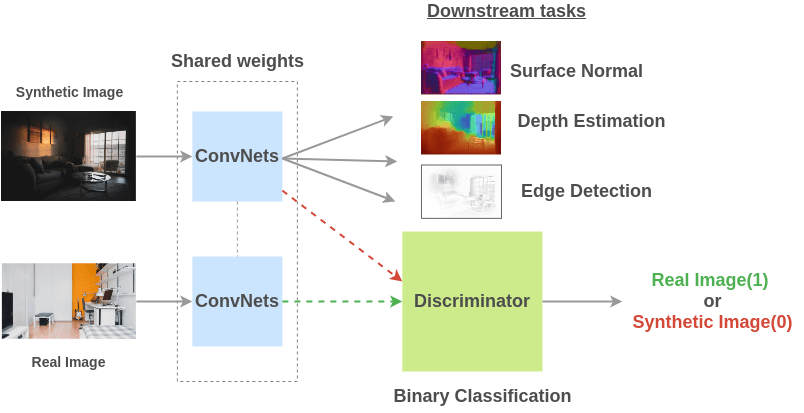 Downstream tasks
Shared weights
Synthetic Image
Surface Normal
Depth Estimation
ConvNets
Edge Detection
ConvNets
Discriminator
Real Image(1)
or
Synthetic Image(0)
Real Image
Binary Classification